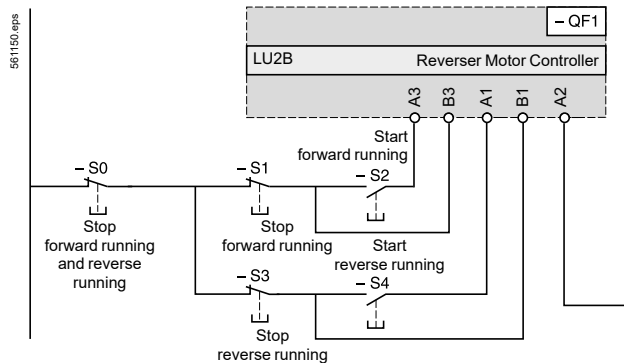 561150.eps
– QF1
LU2B
Reverser Motor Controller
A3
B3
A1
B1
A2
Start
forward running
– S0
– S1
– S2
Stop
forward running
and reverse
running
Stop
forward running
Start
reverse running
– S3
– S4
Stop
reverse running